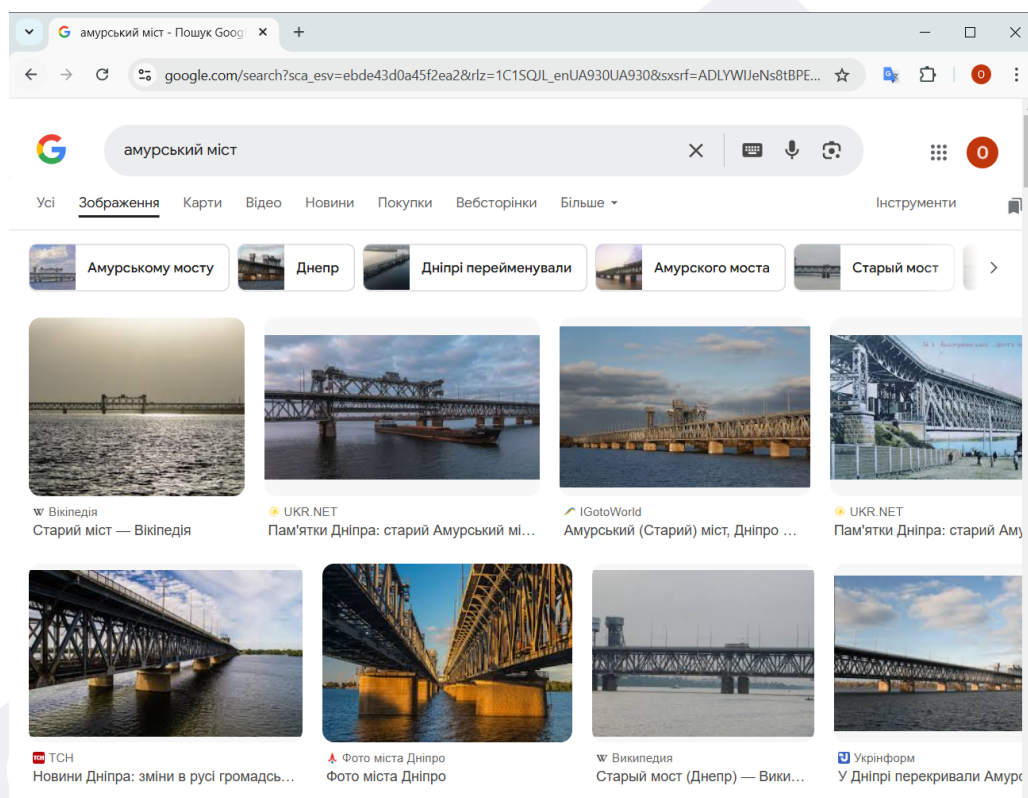 амурський міст - Пошук Goog
google.com/search?sca_esv=ebde43d0a45f2ea2&rlz=1C1SQJL_enUA930UA930&sxsrf=ADLYWIJeNs8tBPE...
O
амурський міст
O
Усі Зображення Карти Відео Новини Покупки Вебсторінки Більше Інструменти
Амурському мосту Днепр Дніпрі перейменували Амурского моста Старый мост
W Вікіпедія UKR.NET IGotoWorld UKR.NET
Старий міст — Вікіпедія Пам'ятки Дніпра: старий Амурський мі... Амурський (Старий) міст, Дніпро ... Пам'ятки Дніпра: старий Аму
ТСН Фото міста Дніпро W Википедия Укрінформ
Новини Дніпра: зміни в русі громадсь... Фото міста Дніпро Старый мост (Днепр) — Вики... У Дніпрі перекривали Амурс